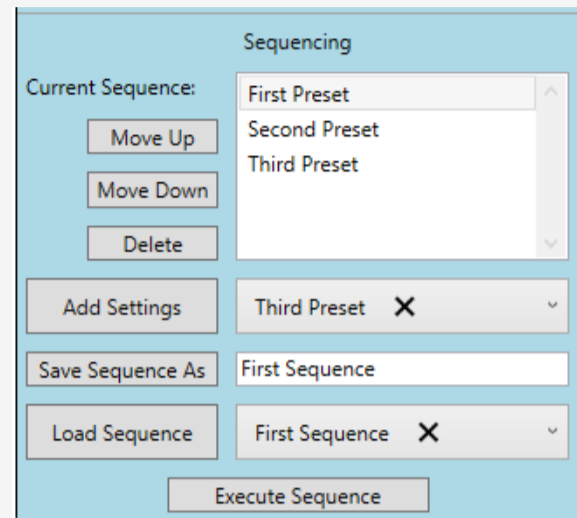 Sequencing
Current Sequence:
First Preset
Second Preset
Third Preset
Move Up
Move Down
Delete
Add Settings
Third Preset
Save Sequence As
First Sequence
Load Sequence
First Sequence
Execute Sequence